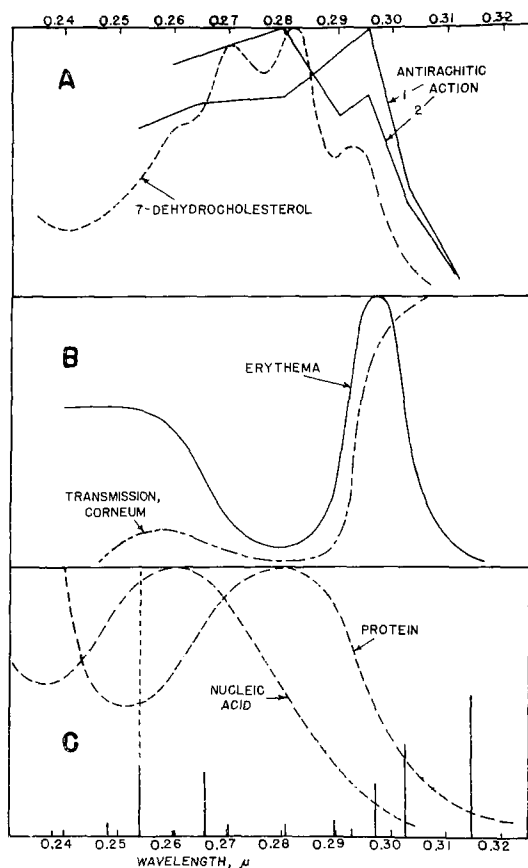 0.24 0.25 0.26 0.27 0.28 0.29 0.30 0.31 0.32
A
ANTIRACHITIC
ACTION
1
2
7-DEHYDROCHOLESTEROL
B
ERYTHEMA
TRANSMISSION,
CORNEUM
PROTEIN
NUCLEIC
ACID
C
0.24 0.25 0.26 0.27 0.28 0.29 0.30 0.31 0.32
WAVELENGTH, μ